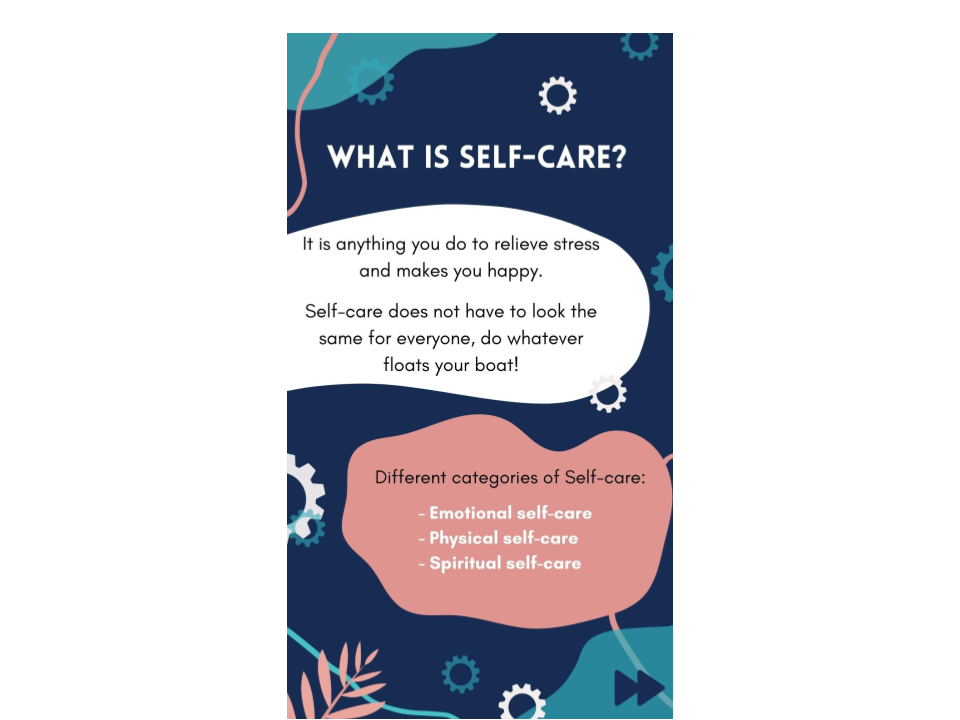 WHAT IS SELF-CARE?
It is anything you do to relieve stress
and makes you happy.
Self-care does not have to look the
same for everyone, do whatever
floats your boat!
Different categories of Self-care:
- Emotional self-care
- Physical self-care
- Spiritual self-care